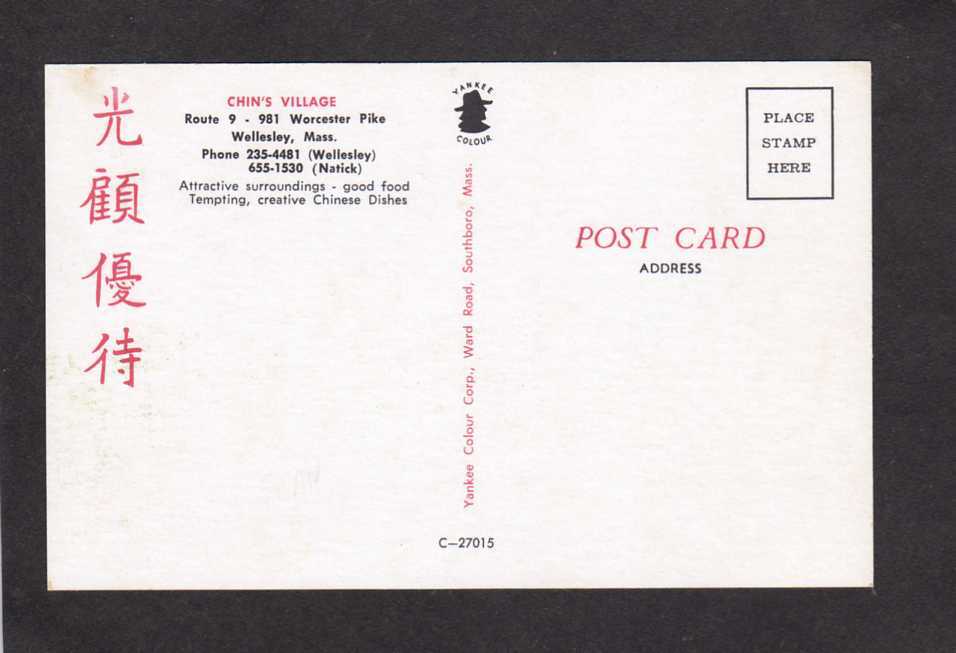 光顧優待
CHIN'S VILLAGE
Route 9 - 981 Worcester Pike
Wellesley, Mass.
Phone 235-4481 (Wellesley)
655-1530 (Natick)
Attractive surroundings - good food
Tempting, creative Chinese Dishes
YANKEE
COLOUR
Yankee Colour Corp., Ward Road, Southboro, Mass.
C-27015
PLACE
STAMP
HERE
POST CARD
ADDRESS